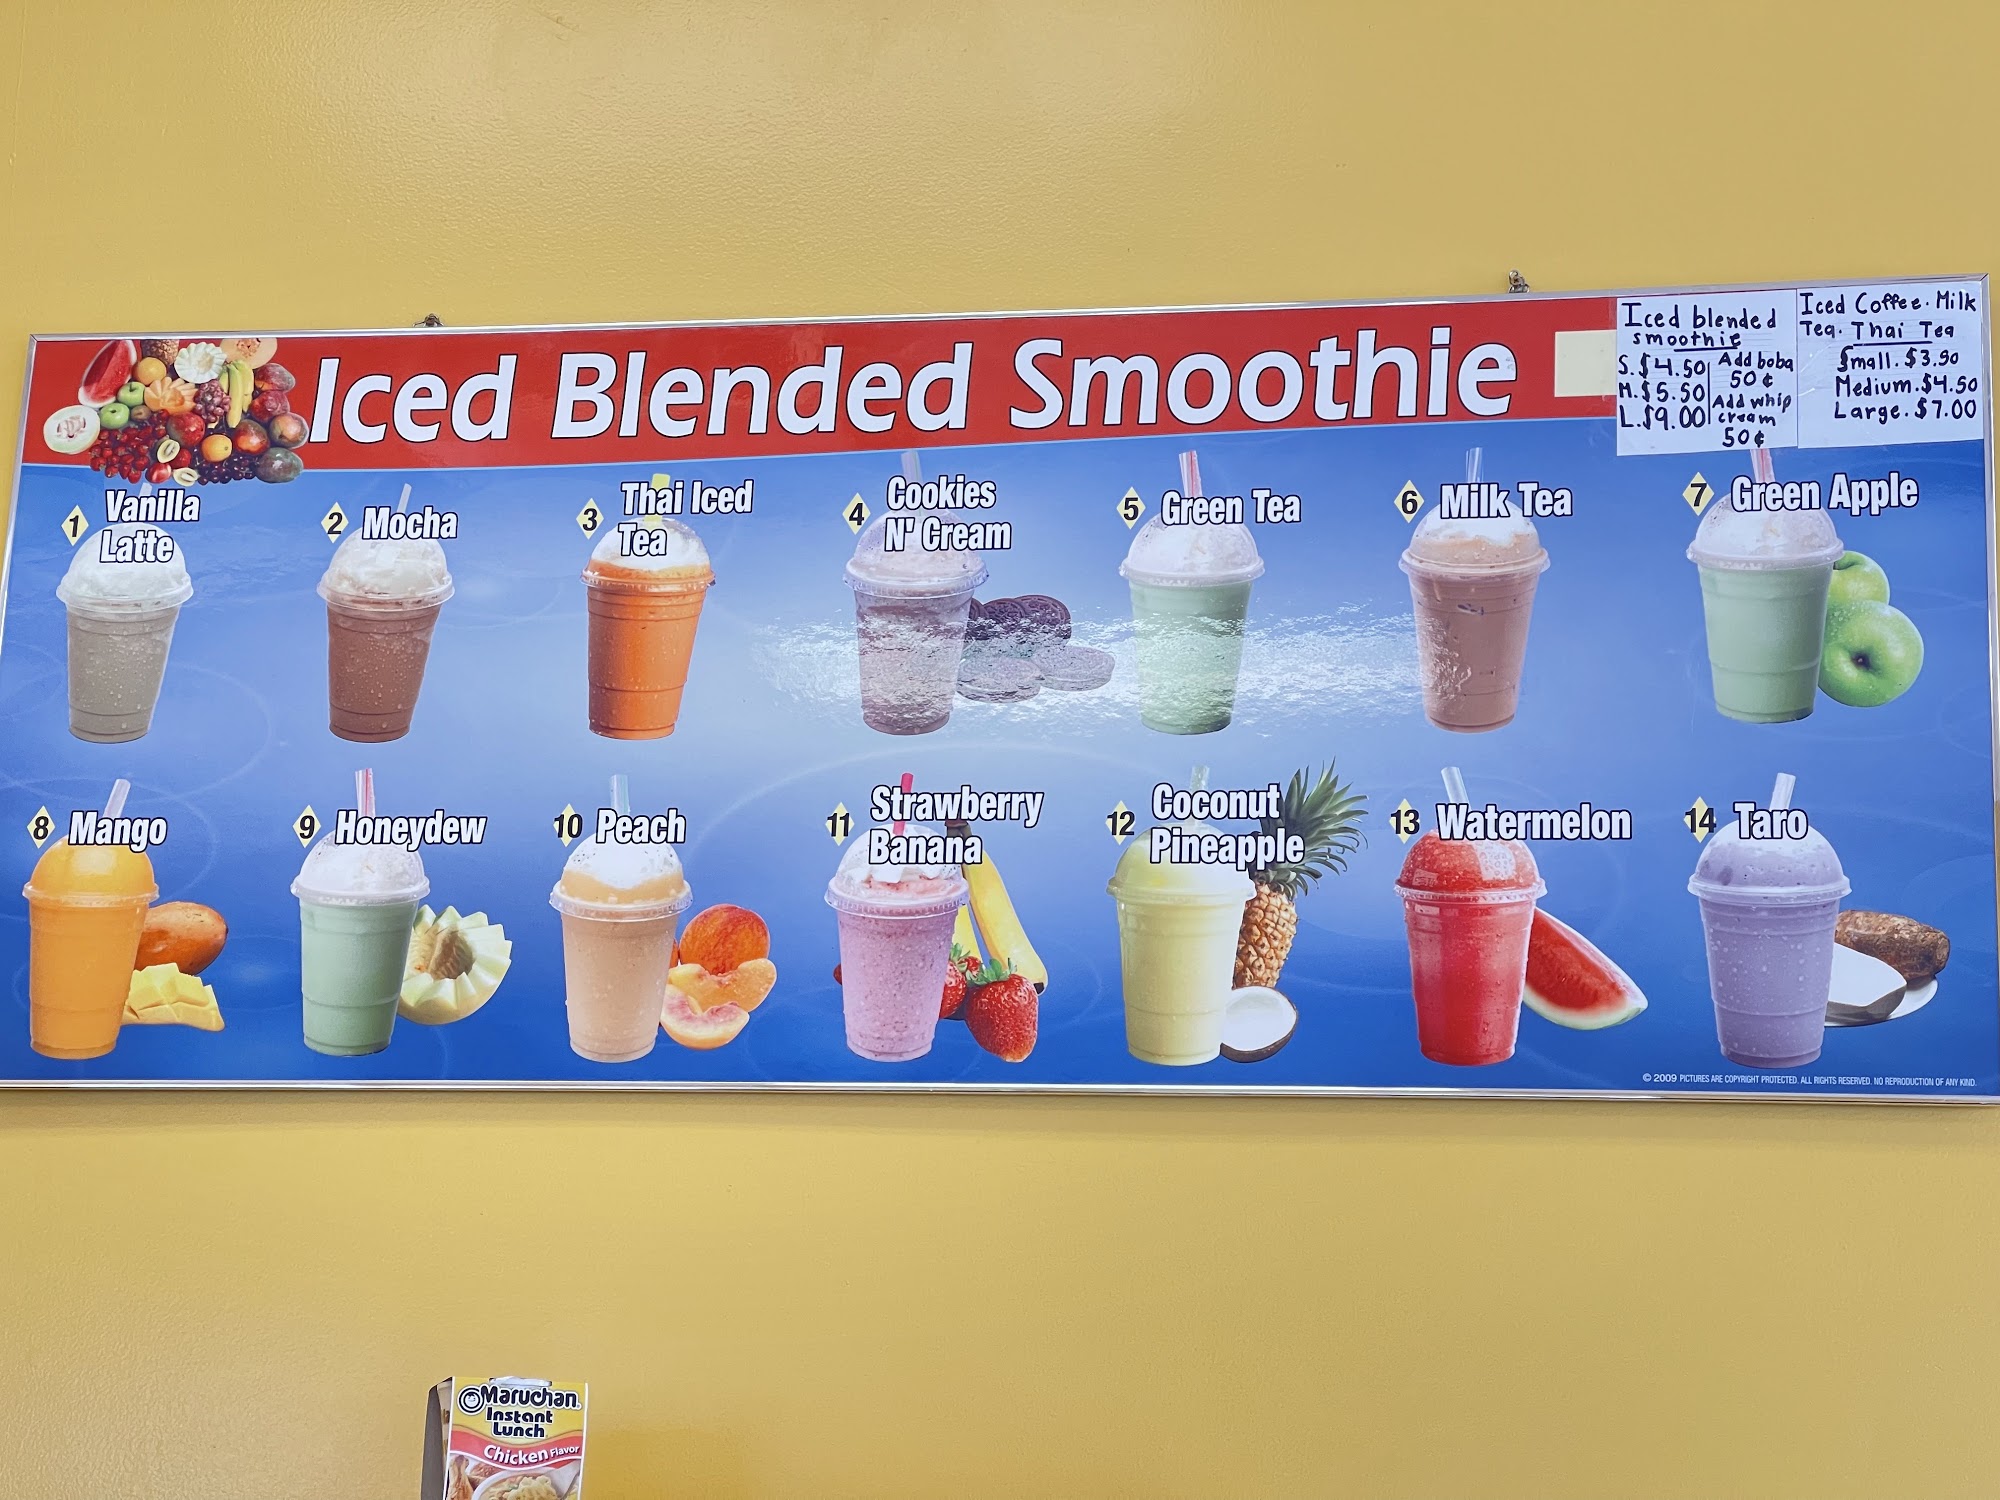 Iced Blended Smoothie
Iced blended
smoothie
S. $4.50
M. $5.50
L. $9.00
Add boba
50 ¢
Add whip
cream
50 ¢
Iced Coffee. Milk
Tea. Thai Tea
Small. $3.90
Medium. $4.50
Large. $7.00
1 Vanilla
Latte
2 Mocha
3 Thai Iced
Tea
4 Cookies
N' Cream
5 Green Tea
6 Milk Tea
7 Green Apple
8 Mango
9 Honeydew
10 Peach
11 Strawberry
Banana
12 Coconut
Pineapple
13 Watermelon
14 Taro
© 2009 PICTURES ARE COPYRIGHT PROTECTED. ALL RIGHTS RESERVED. NO REPRODUCTION OF ANY KIND.
Maruchan.
Instant
Lunch
Chicken Flavor